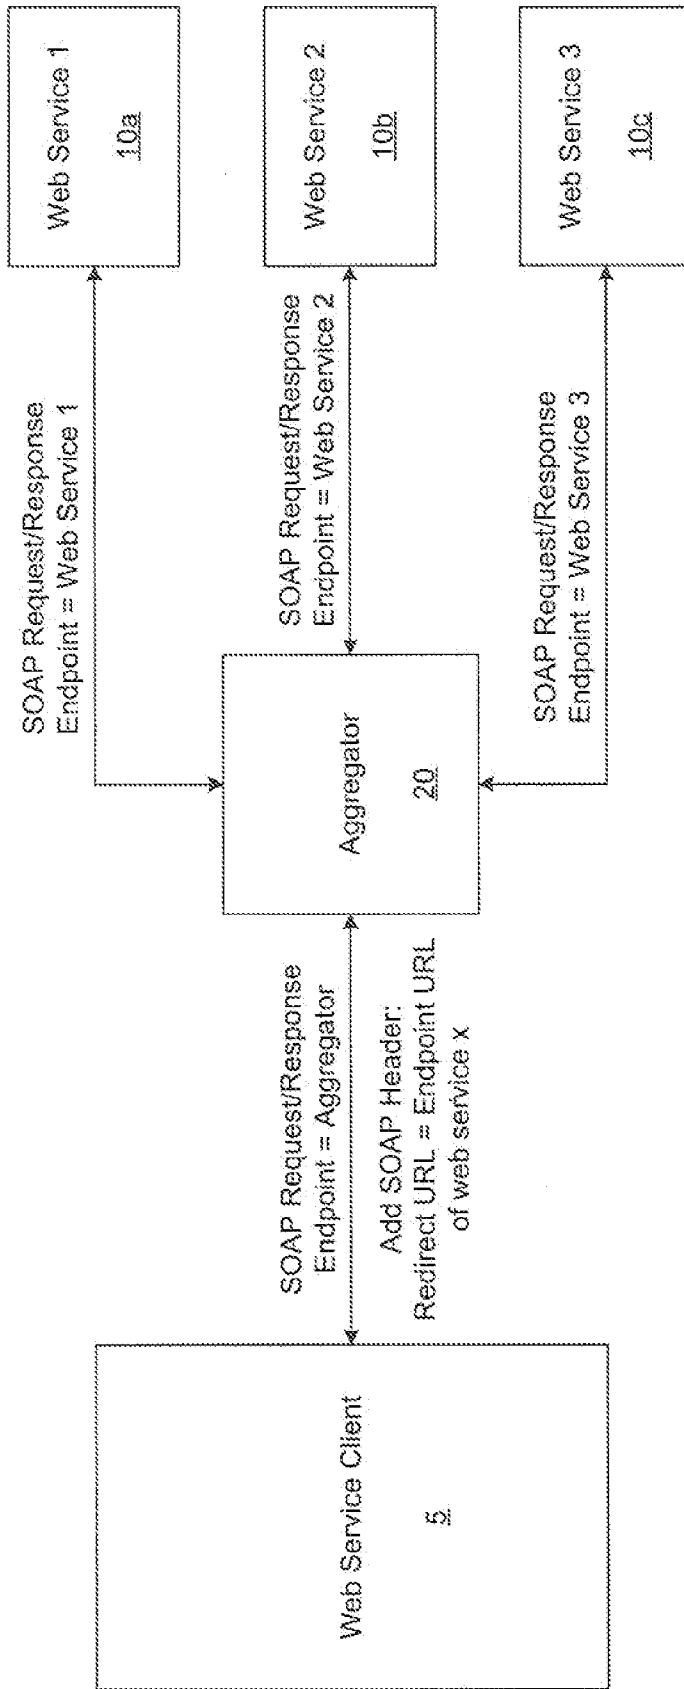 Web Service Client
5
SOAP Request/Response
Endpoint = Aggregator
Add SOAP Header:
Redirect URL = Endpoint URL
of web service x
Aggregator
20
SOAP Request/Response
Endpoint = Web Service 1
SOAP Request/Response
Endpoint = Web Service 2
SOAP Request/Response
Endpoint = Web Service 3
Web Service 1
10a
Web Service 2
10b
Web Service 3
10c